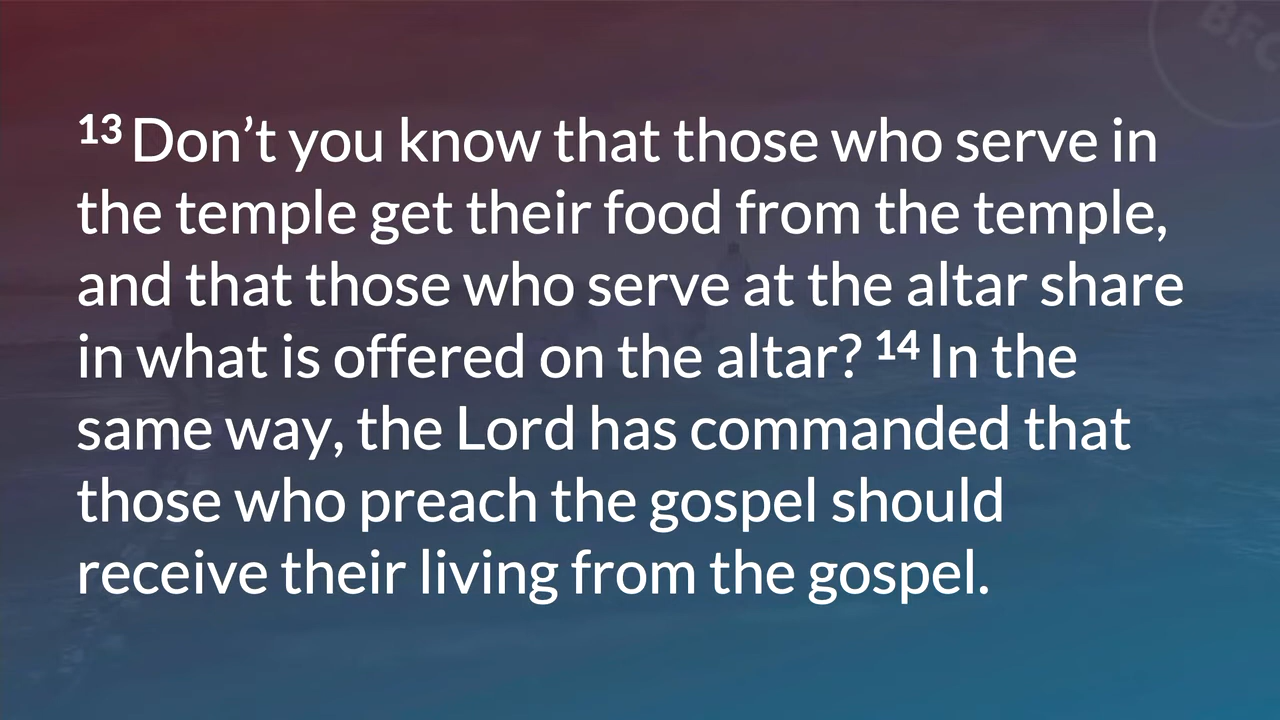 BFC
13 Don’t you know that those who serve in
the temple get their food from the temple,
and that those who serve at the altar share
in what is offered on the altar? 14 In the
same way, the Lord has commanded that
those who preach the gospel should
receive their living from the gospel.